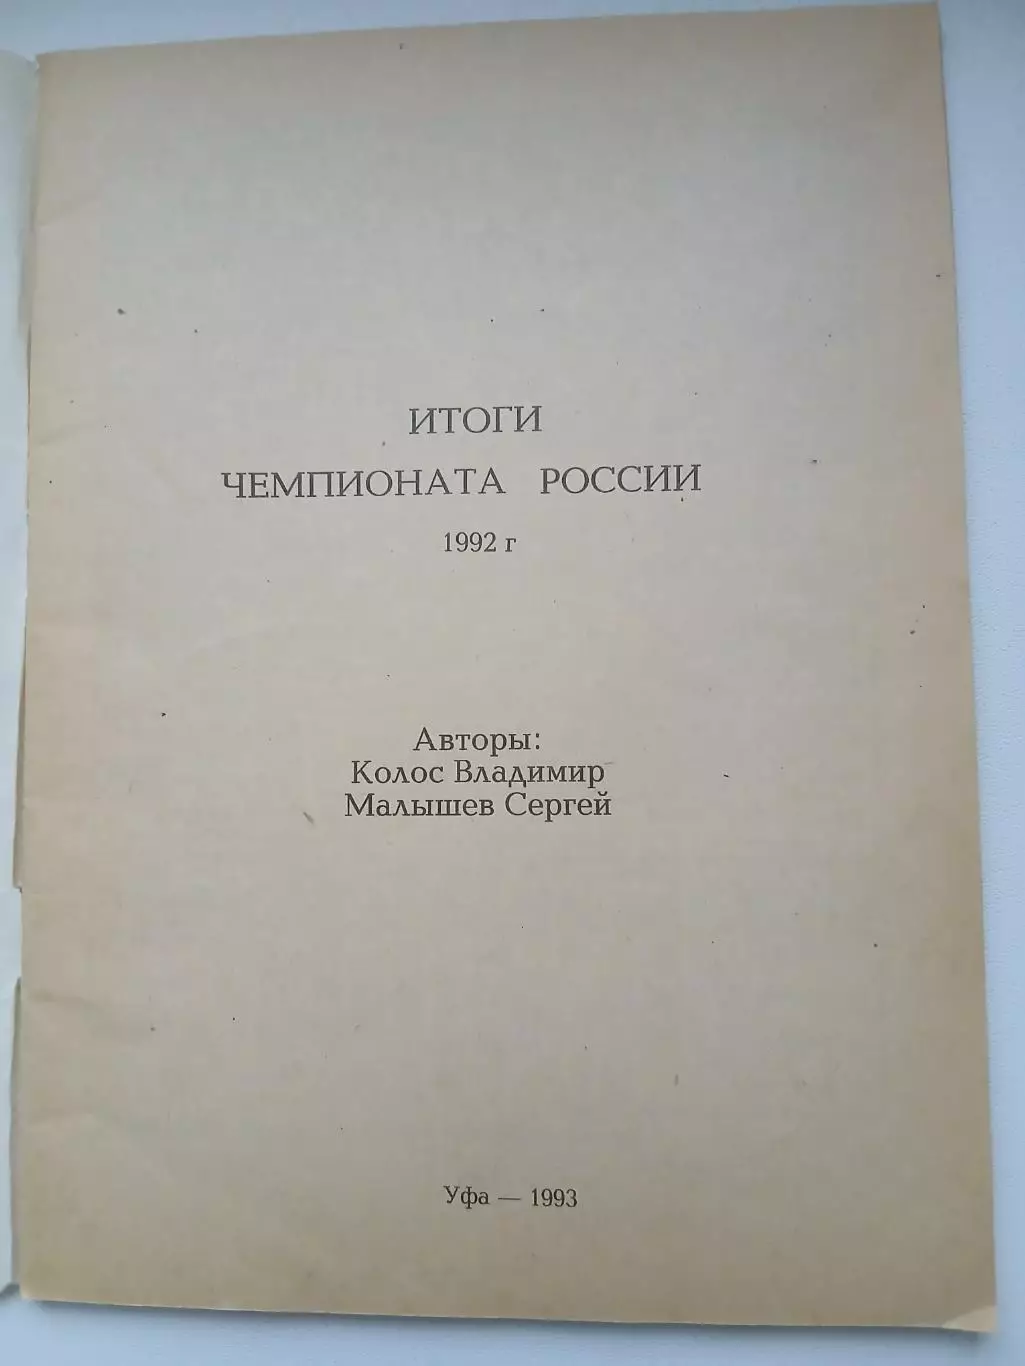 ИТОГИ
ЧЕМПИОНАТА РОССИИ
1992 г
Авторы:
Колос Владимир
Малышев Сергей
Уфа — 1993